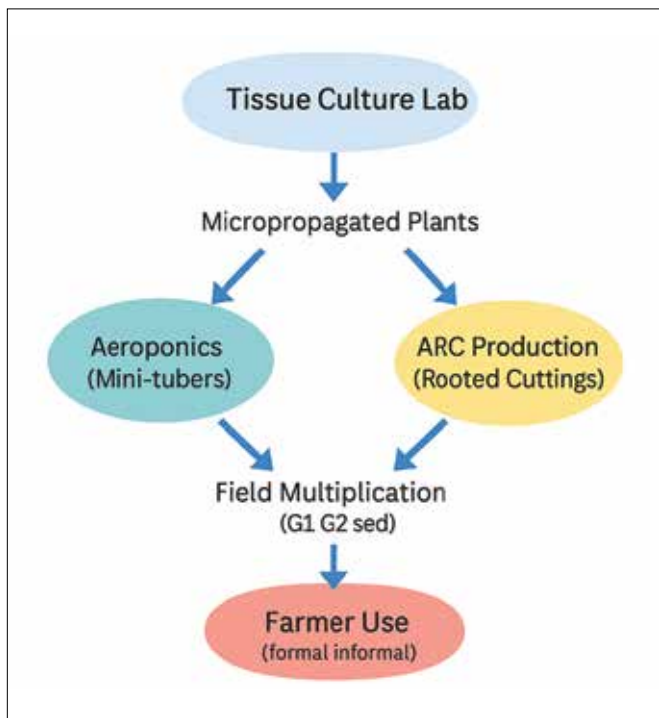 Tissue Culture Lab
Micropropagated Plants
Aeroponics
(Mini-tubers)
ARC Production
(Rooted Cuttings)
Field Multiplication
(G1 G2 sed)
Farmer Use
(formal informal)